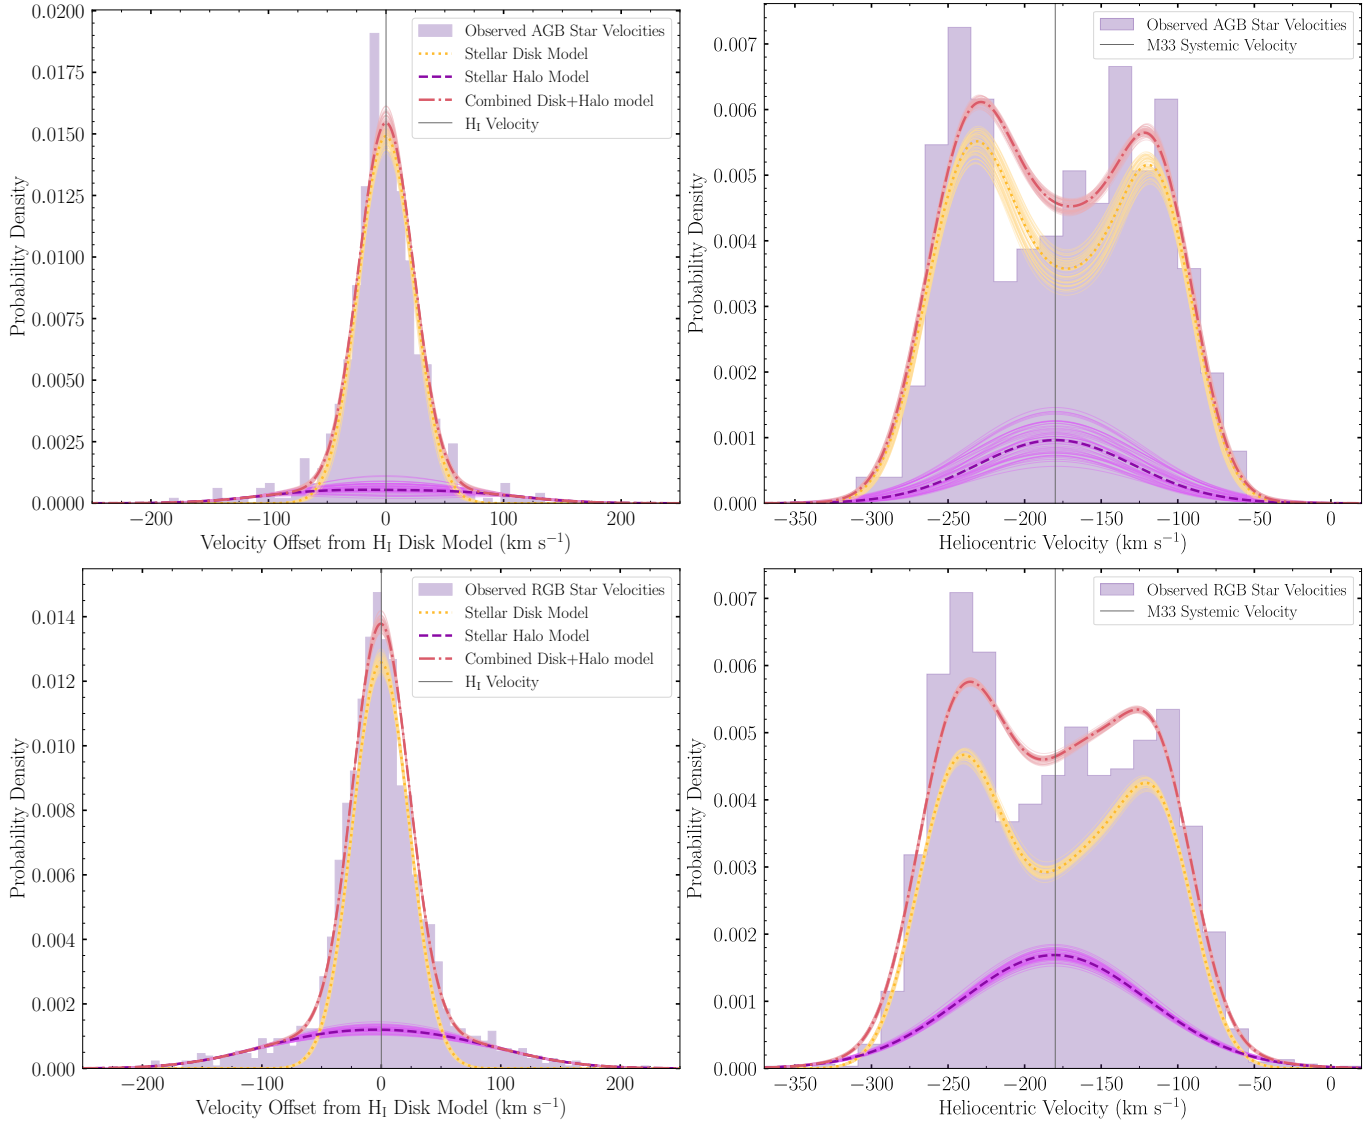 0.0200
0.0175
0.0150
0.0125
0.0100
0.0075
0.0050
0.0025
0.0000
Probability Density
Observed AGB Star Velocities
Stellar Disk Model
Stellar Halo Model
Combined Disk+Halo model
H_I Velocity
−200 −100 0 100 200
Velocity Offset from H_I Disk Model (km s⁻¹)
0.007
0.006
0.005
0.004
0.003
0.002
0.001
0.000
Probability Density
Observed AGB Star Velocities
M33 Systemic Velocity
−350 −300 −250 −200 −150 −100 −50 0
Heliocentric Velocity (km s⁻¹)
0.014
0.012
0.010
0.008
0.006
0.004
0.002
0.000
Probability Density
Observed RGB Star Velocities
Stellar Disk Model
Stellar Halo Model
Combined Disk+Halo model
H_I Velocity
−200 −100 0 100 200
Velocity Offset from H_I Disk Model (km s⁻¹)
0.007
0.006
0.005
0.004
0.003
0.002
0.001
0.000
Probability Density
Observed RGB Star Velocities
M33 Systemic Velocity
−350 −300 −250 −200 −150 −100 −50 0
Heliocentric Velocity (km s⁻¹)